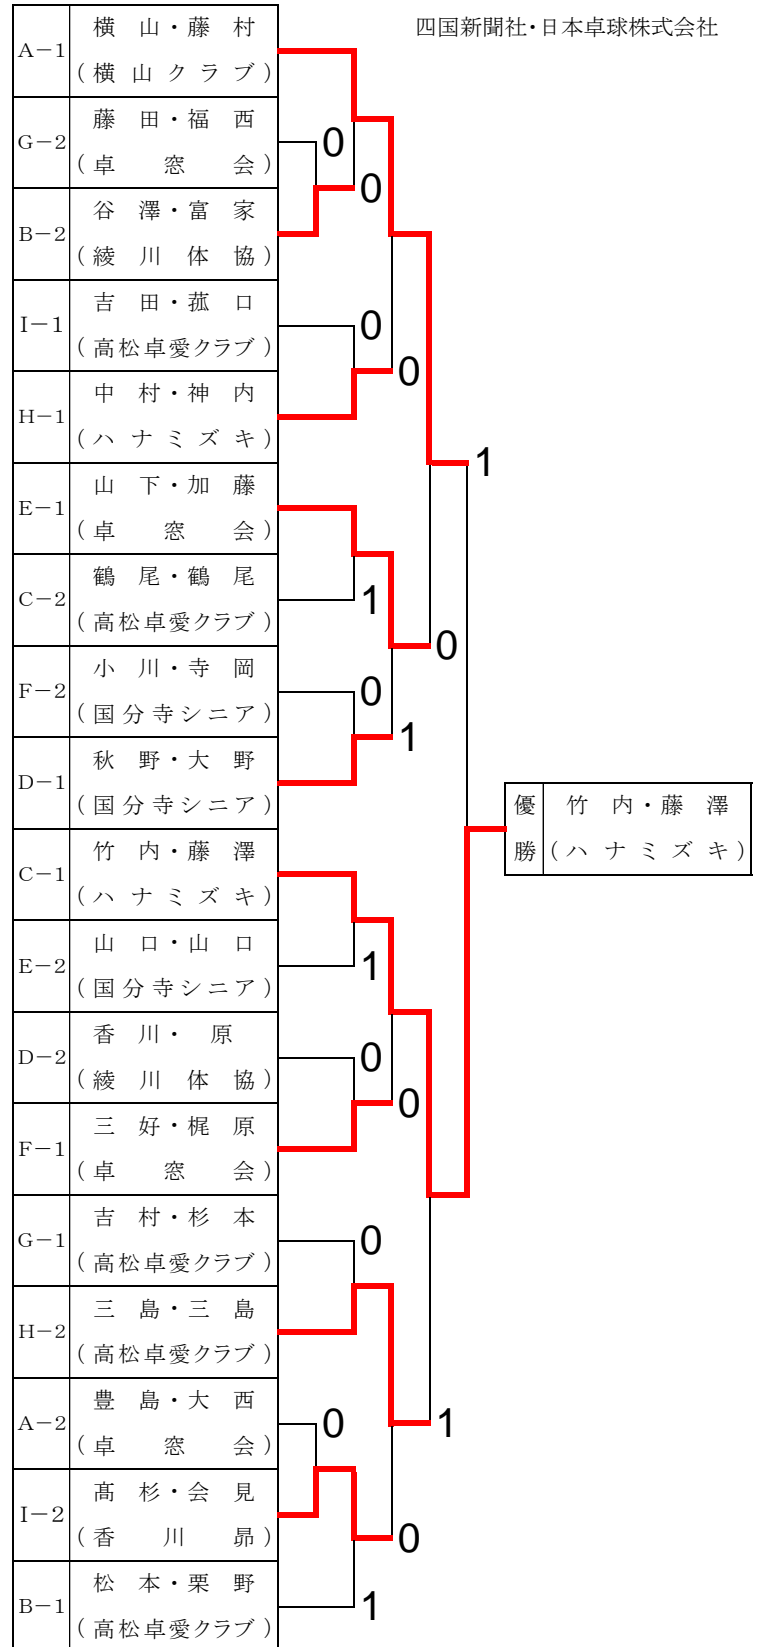 四国新聞社・日本卓球株式会社
A－1 横山・藤村
(横山クラブ)
G－2 藤田・福西
(卓窓会)
0
B－2 谷澤・富家
(綾川体協)
0
I－1 吉田・菰口
(高松卓愛クラブ)
0
H－1 中村・神内
(ハナミズキ)
0
1
E－1 山下・加藤
(卓窓会)
C－2 鶴尾・鶴尾
(高松卓愛クラブ)
1
0
F－2 小川・寺岡
(国分寺シニア)
0
D－1 秋野・大野
(国分寺シニア)
1
優勝 竹内・藤澤
(ハナミズキ)
C－1 竹内・藤澤
(ハナミズキ)
E－2 山口・山口
(国分寺シニア)
1
D－2 香川・原
(綾川体協)
0
F－1 三好・梶原
(卓窓会)
0
G－1 吉村・杉本
(高松卓愛クラブ)
0
H－2 三島・三島
(高松卓愛クラブ)
A－2 豊島・大西
(卓窓会)
0
1
I－2 髙杉・会見
(香川昴)
0
B－1 松本・栗野
(高松卓愛クラブ)
1